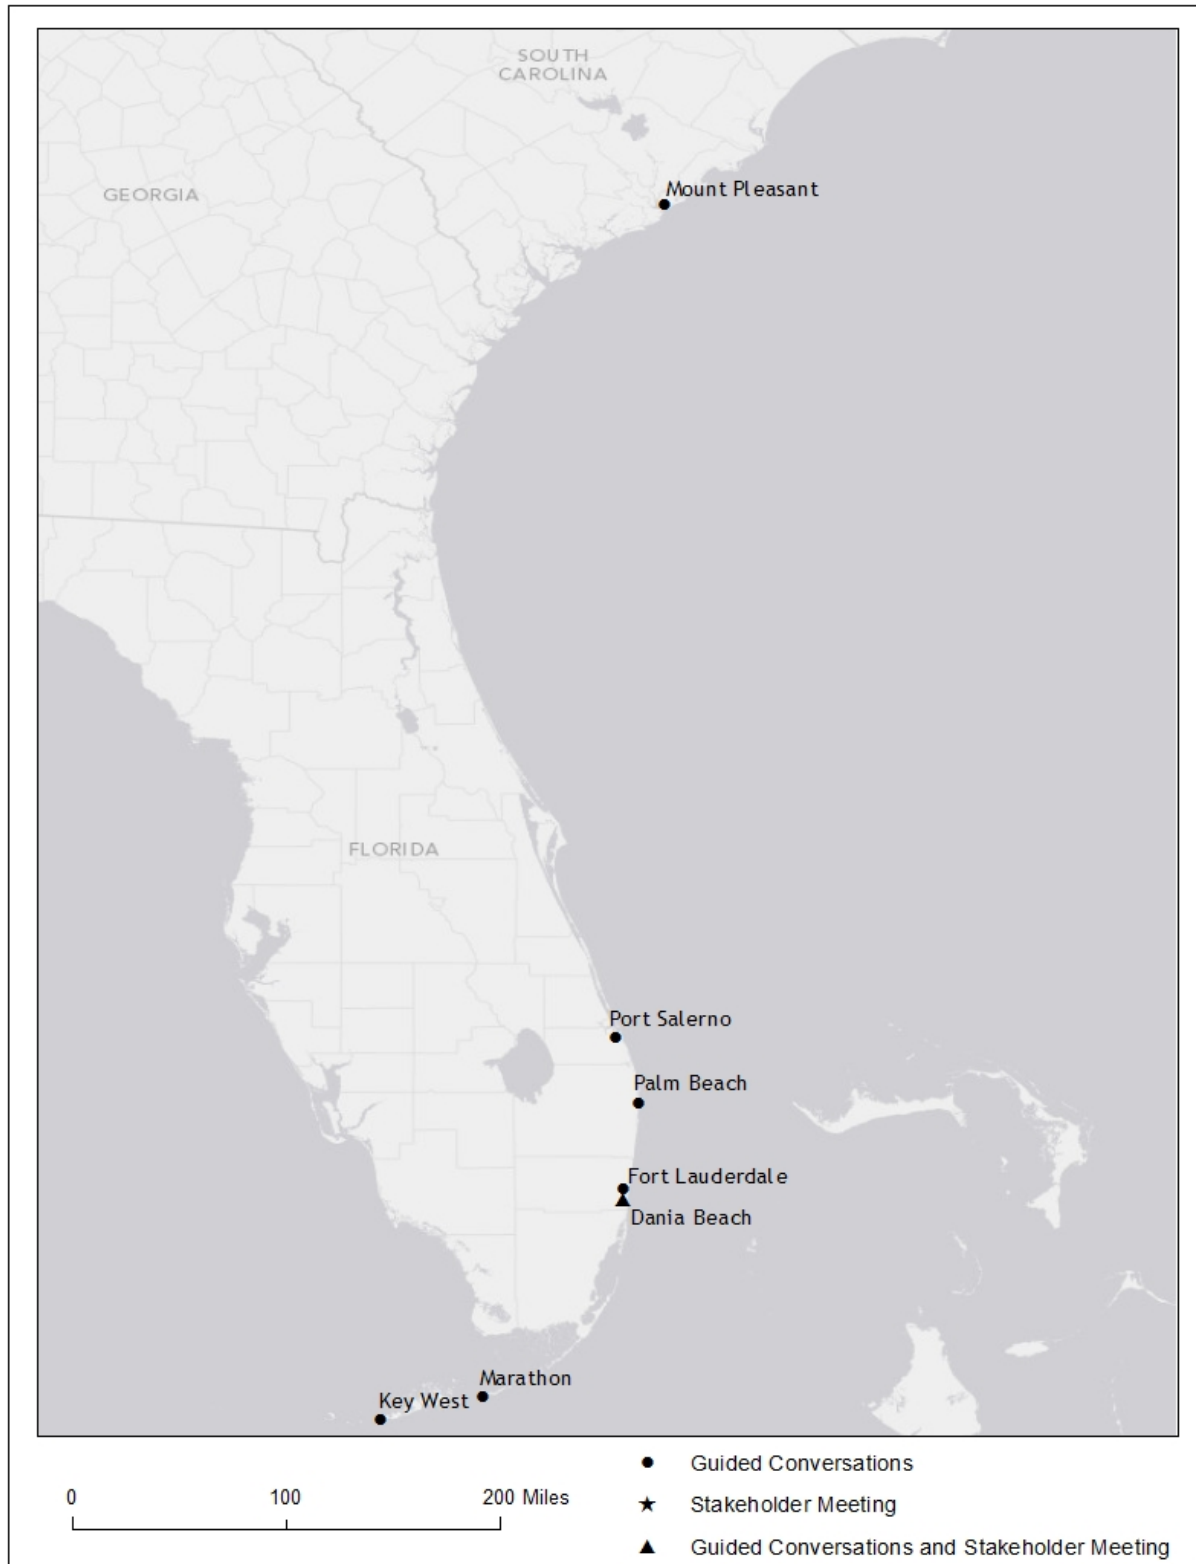 SOUTH
CAROLINA
GEORGIA
Mount Pleasant
FLORIDA
Port Salerno
Palm Beach
Fort Lauderdale
Dania Beach
Marathon
Key West
0 100 200 Miles
Guided Conversations
Stakeholder Meeting
Guided Conversations and Stakeholder Meeting